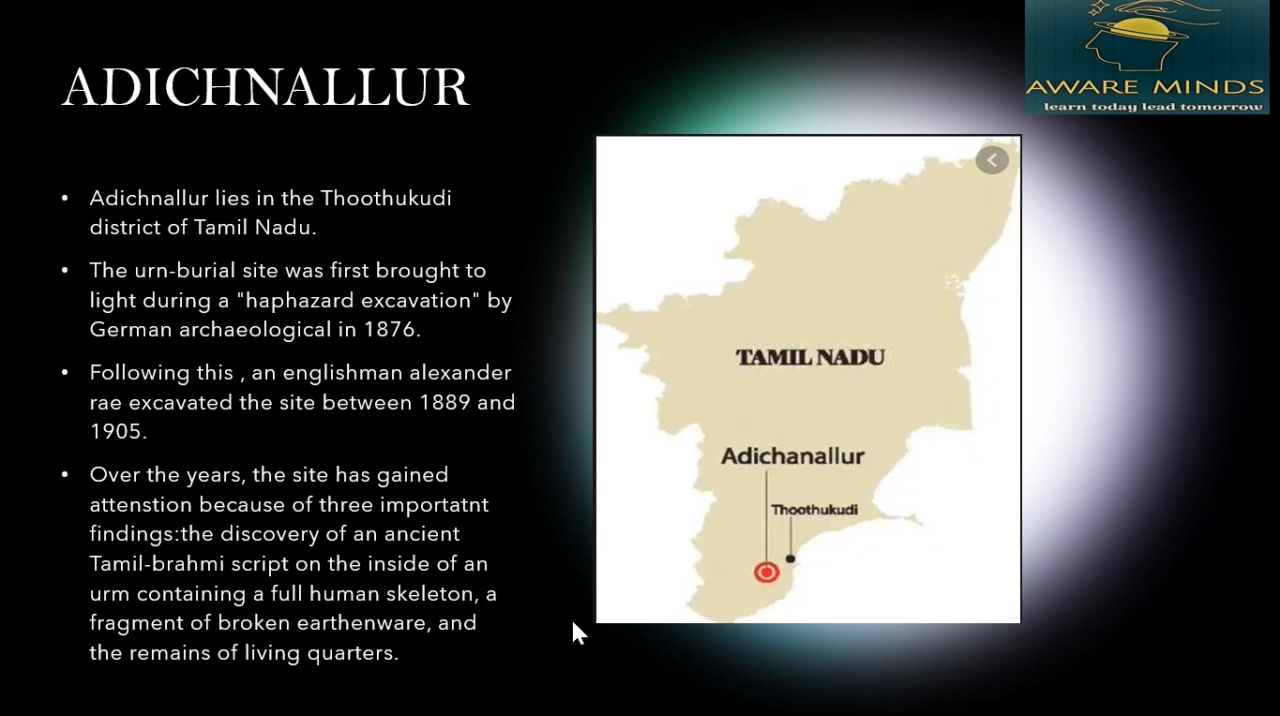 AWARE MINDS
learn today lead tomorrow
ADICHNALLUR
• Adichnallur lies in the Thoothukudi
district of Tamil Nadu.
• The urn-burial site was first brought to
light during a "haphazard excavation" by
German archaeological in 1876.
• Following this , an englishman alexander
rae excavated the site between 1889 and
1905.
• Over the years, the site has gained
attenstion because of three importatnt
findings:the discovery of an ancient
Tamil-brahmi script on the inside of an
urm containing a full human skeleton, a
fragment of broken earthenware, and
the remains of living quarters.
TAMIL NADU
Adichanallur
Thoothukudi